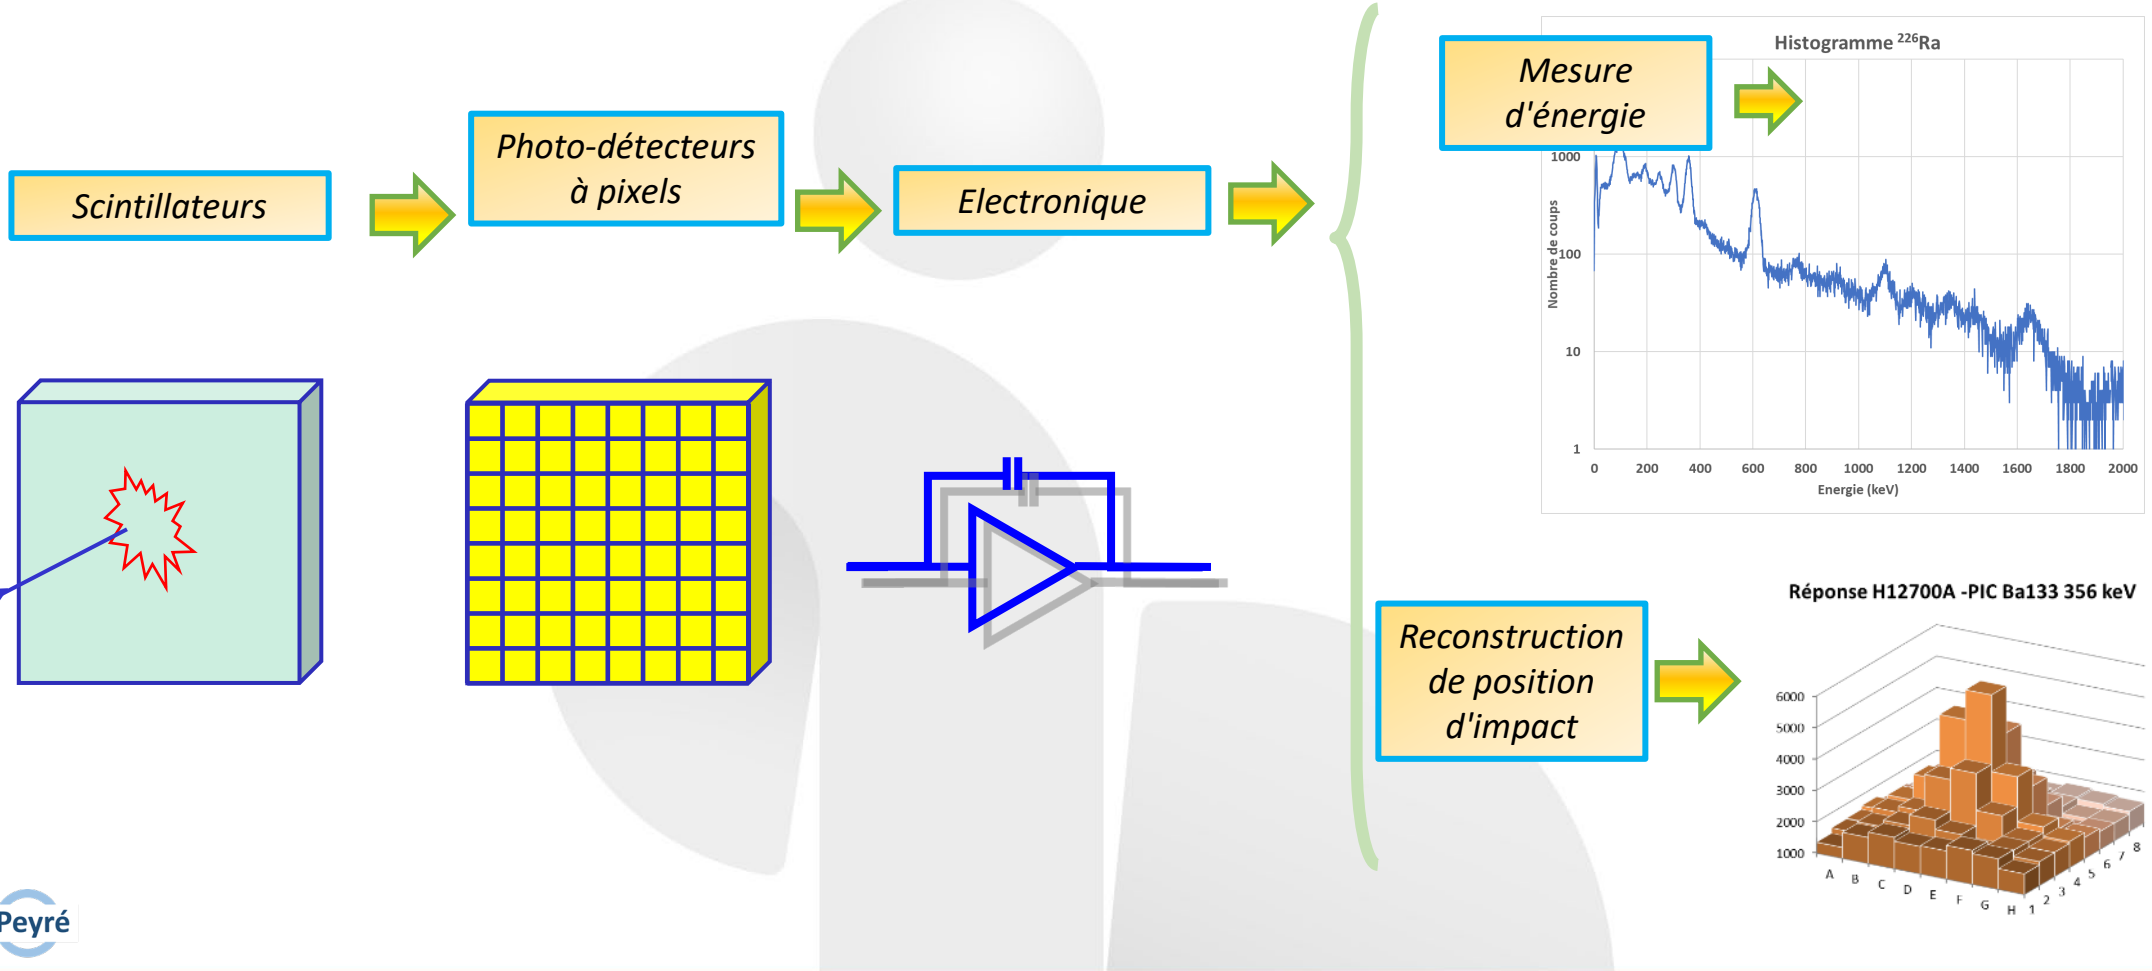 Scintillateurs
Photo-détecteurs
à pixels
Electronique
Mesure
d'énergie
Histogramme ²²⁶Ra
Nombre de coups
1000
100
10
1
0 200 400 600 800 1000 1200 1400 1600 1800 2000
Energie (keV)
Reconstruction
de position
d'impact
Réponse H12700A -PIC Ba133 356 keV
6000
5000
4000
3000
2000
1000
A B C D E F G H
1 2 3 4 5 6 7 8
Peyré